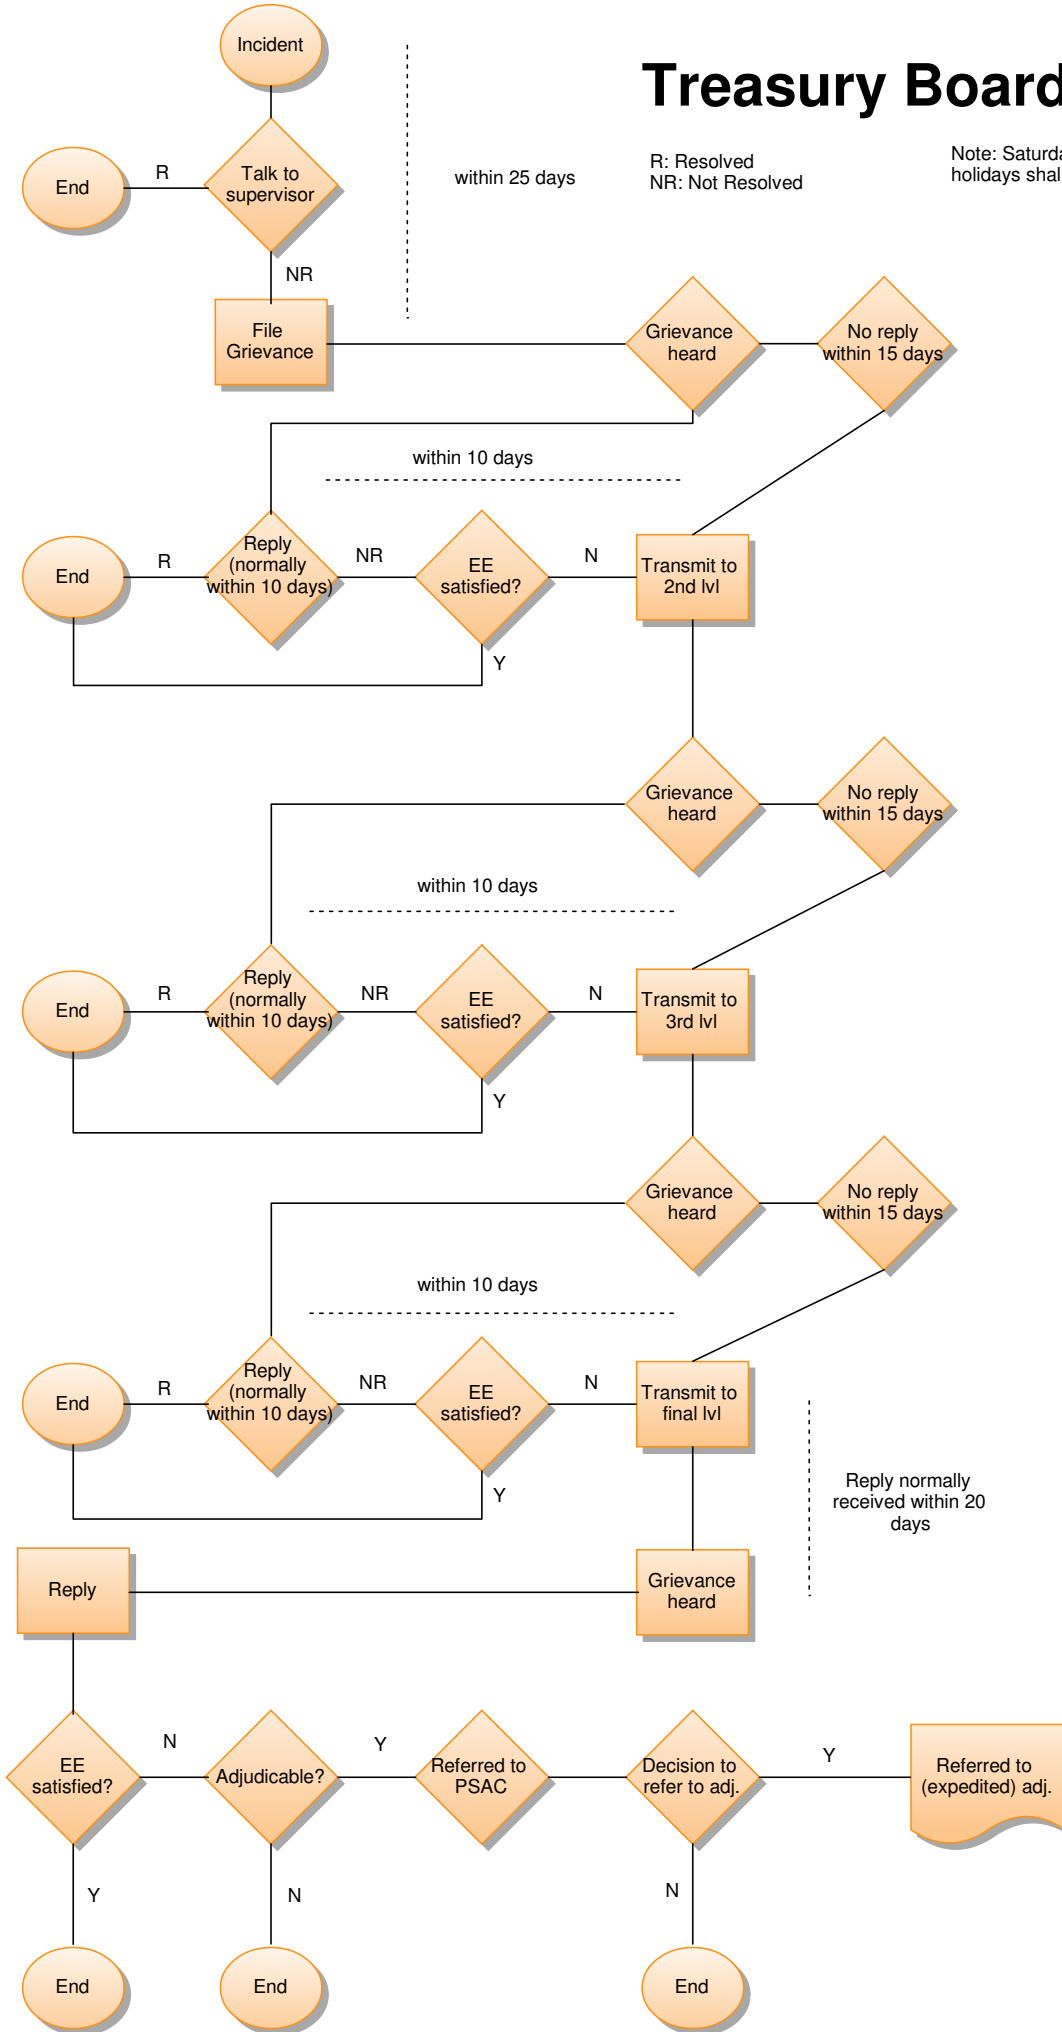 Incident
Treasury Board
R: Resolved
NR: Not Resolved
Note: Saturda
holidays shal
End
R
Talk to
supervisor
within 25 days
NR
File
Grievance
Grievance
heard
No reply
within 15 days
within 10 days
End
R
Reply
(normally
within 10 days)
NR
EE
satisfied?
N
Transmit to
2nd lvl
Y
Grievance
heard
No reply
within 15 days
within 10 days
End
R
Reply
(normally
within 10 days)
NR
EE
satisfied?
N
Transmit to
3rd lvl
Y
Grievance
heard
No reply
within 15 days
within 10 days
End
R
Reply
(normally
within 10 days)
NR
EE
satisfied?
N
Transmit to
final lvl
Y
Reply normally
received within 20
days
Reply
Grievance
heard
EE
satisfied?
N
Adjudicable?
Y
Referred to
PSAC
Decision to
refer to adj.
Y
Referred to
(expedited) adj.
Y
N
N
End
End
End